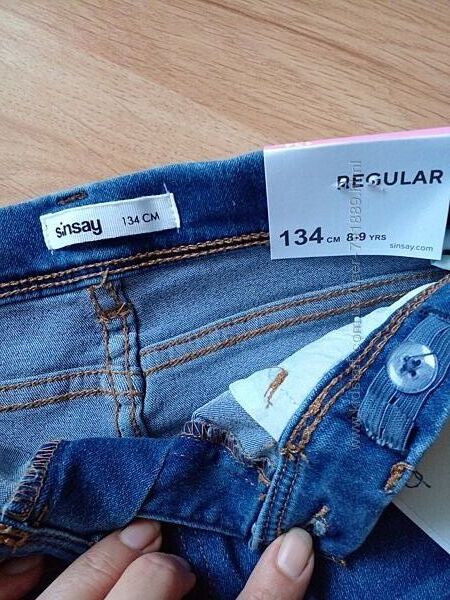 sinsay 134 CM
REGULAR
134 CM 8-9 YRS
sinsay.com